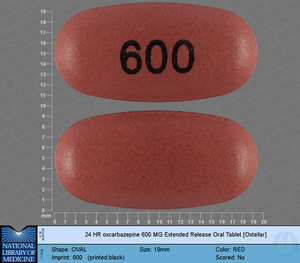 600
24 HR oxcarbazepine 600 MG Extended Release Oral Tablet [Oxtellar]
NATIONAL
LIBRARY OF
MEDICINE
Shape: OVAL Size: 19mm Color: RED
Imprint: 600 (printed:black) Scored: No